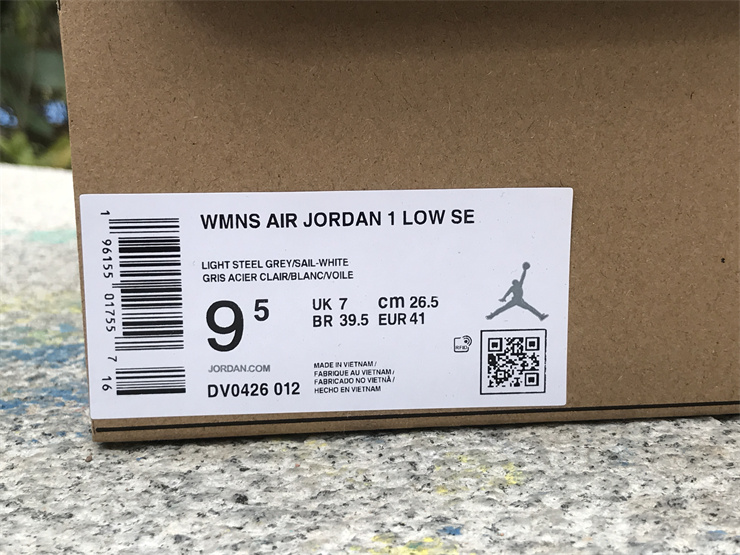 WMNS AIR JORDAN 1 LOW SE
LIGHT STEEL GREY/SAIL-WHITE
GRIS ACIER CLAIR/BLANC/VOILE
9 5
UK 7 cm 26.5
BR 39.5 EUR 41
JORDAN.COM
DV0426 012
MADE IN VIETNAM /
FABRIQUE AU VIETNAM /
FABRICADO NO VIETNÃ /
HECHO EN VIETNAM
RFID
1 96155 01755 7 16